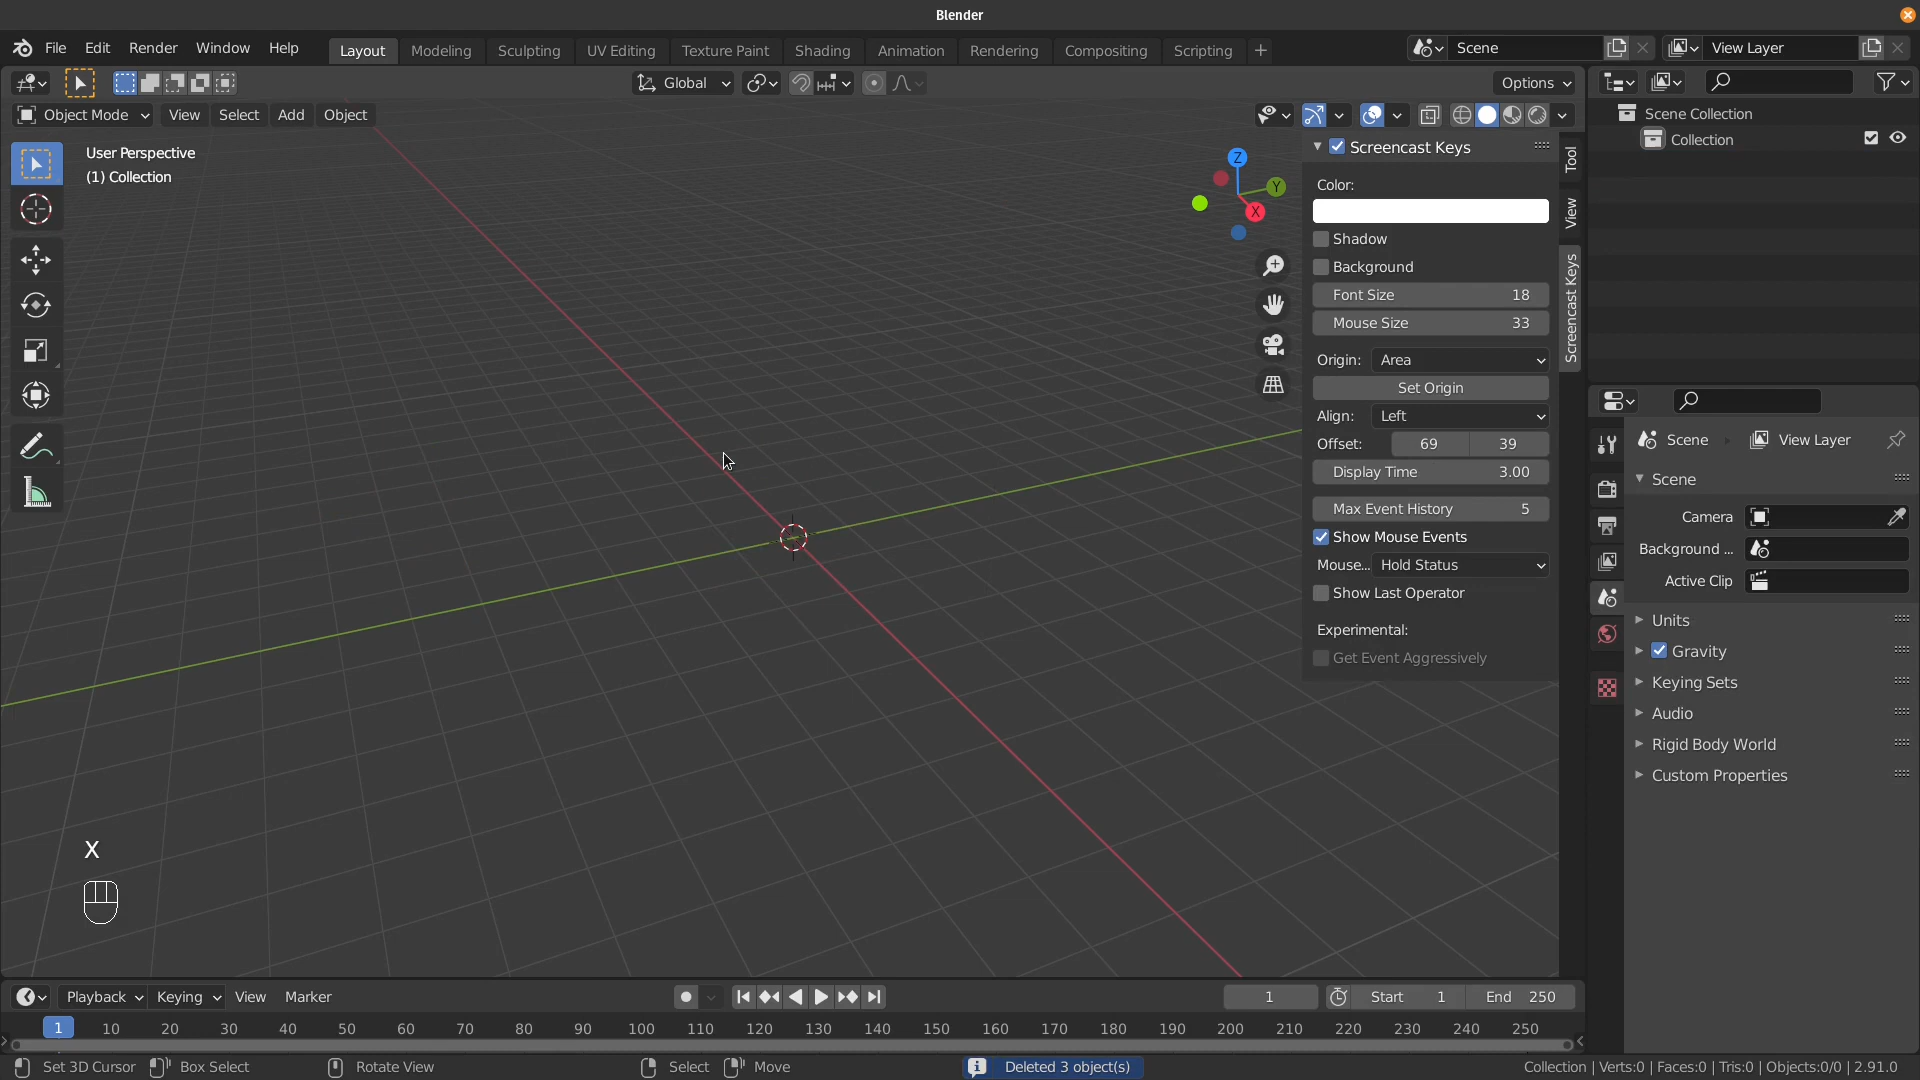 Blender
File Edit Render Window Help
Layout Modeling Sculpting UV Editing Texture Paint Shading Animation Rendering Compositing Scripting +
Scene
View Layer
Global
Options
Object Mode View Select Add Object
User Perspective
(1) Collection
Z
Y
X
Screencast Keys
Color:
Shadow
Background
Font Size 18
Mouse Size 33
Origin: Area
Set Origin
Align: Left
Offset: 69 39
Display Time 3.00
Max Event History 5
Show Mouse Events
Mouse... Hold Status
Show Last Operator
Experimental:
Get Event Aggressively
Tool
View
Screencast Keys
Scene Collection
Collection
Scene View Layer
Scene
Camera
Background ...
Active Clip
Units
Gravity
Keying Sets
Audio
Rigid Body World
Custom Properties
X
Playback Keying View Marker
1 Start 1 End 250
1 10 20 30 40 50 60 70 80 90 100 110 120 130 140 150 160 170 180 190 200 210 220 230 240 250
Set 3D Cursor Box Select Rotate View Select Move Deleted 3 object(s) Collection | Verts:0 | Faces:0 | Tris:0 | Objects:0/0 | 2.91.0